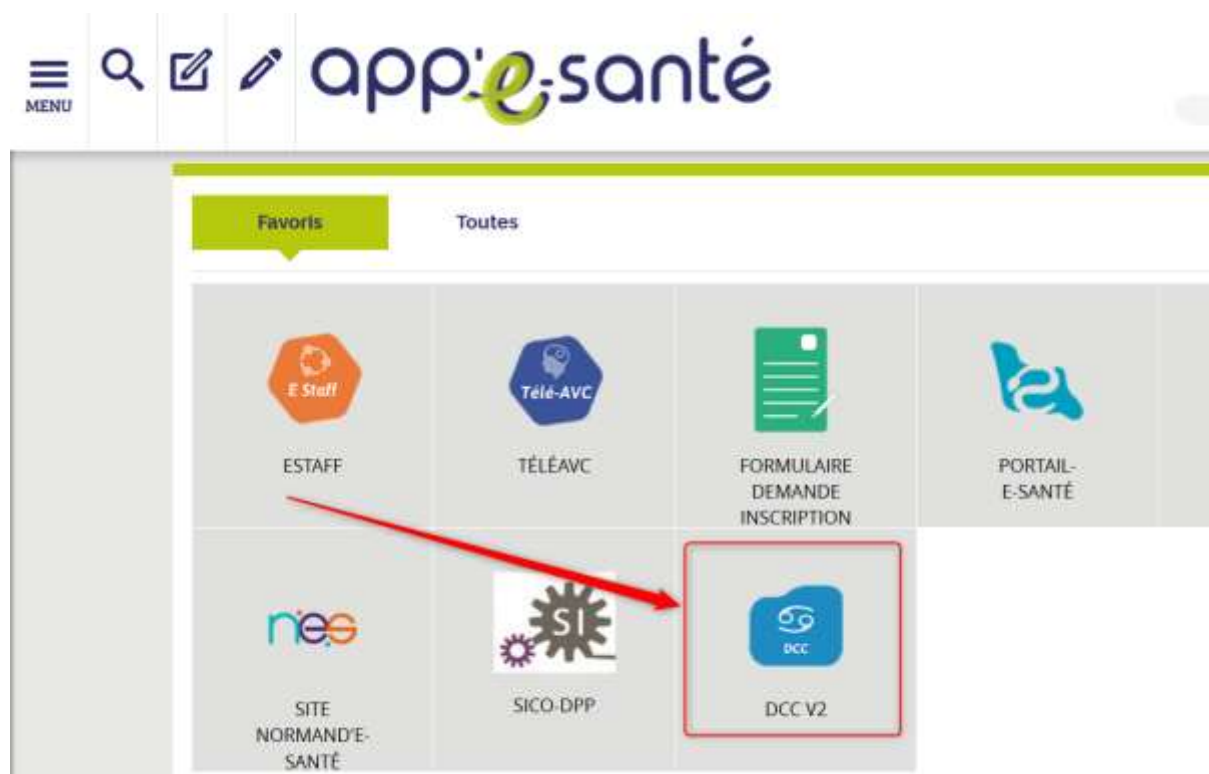 MENU
app'e-santé
Favoris
Toutes
E Staff
Télé-AVC
ESTAFF
TÉLÉAVC
FORMULAIRE
DEMANDE
INSCRIPTION
PORTAIL-
E-SANTÉ
nes
SI
DCC
SITE
NORMAND'E-
SANTÉ
SICO-DPP
DCC V2